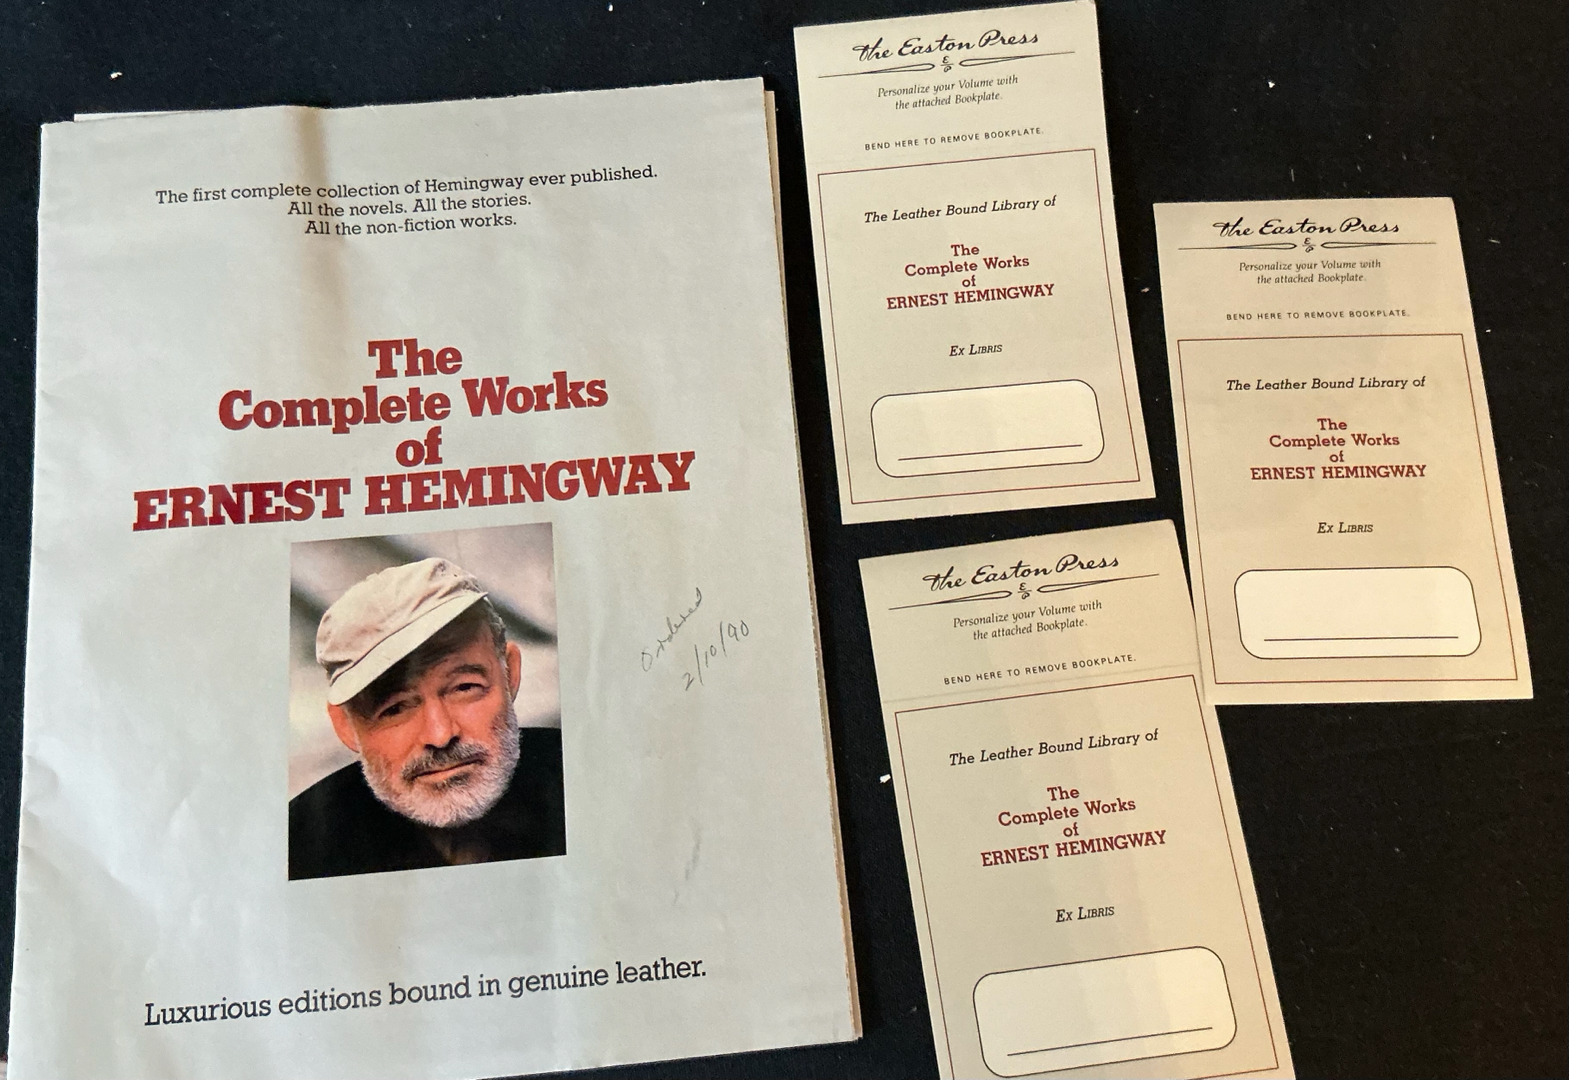 The first complete collection of Hemingway ever published.
All the novels. All the stories.
All the non-fiction works.
The
Complete Works
of
ERNEST HEMINGWAY
Ordered
2/10/90
Luxurious editions bound in genuine leather.
The Easton Press
Personalize your Volume with
the attached Bookplate.
BEND HERE TO REMOVE BOOKPLATE.
The Leather Bound Library of
The
Complete Works
of
ERNEST HEMINGWAY
EX LIBRIS
The Easton Press
Personalize your Volume with
the attached Bookplate.
BEND HERE TO REMOVE BOOKPLATE.
The Leather Bound Library of
The
Complete Works
of
ERNEST HEMINGWAY
EX LIBRIS
The Easton Press
Personalize your Volume with
the attached Bookplate.
BEND HERE TO REMOVE BOOKPLATE.
The Leather Bound Library of
The
Complete Works
of
ERNEST HEMINGWAY
EX LIBRIS